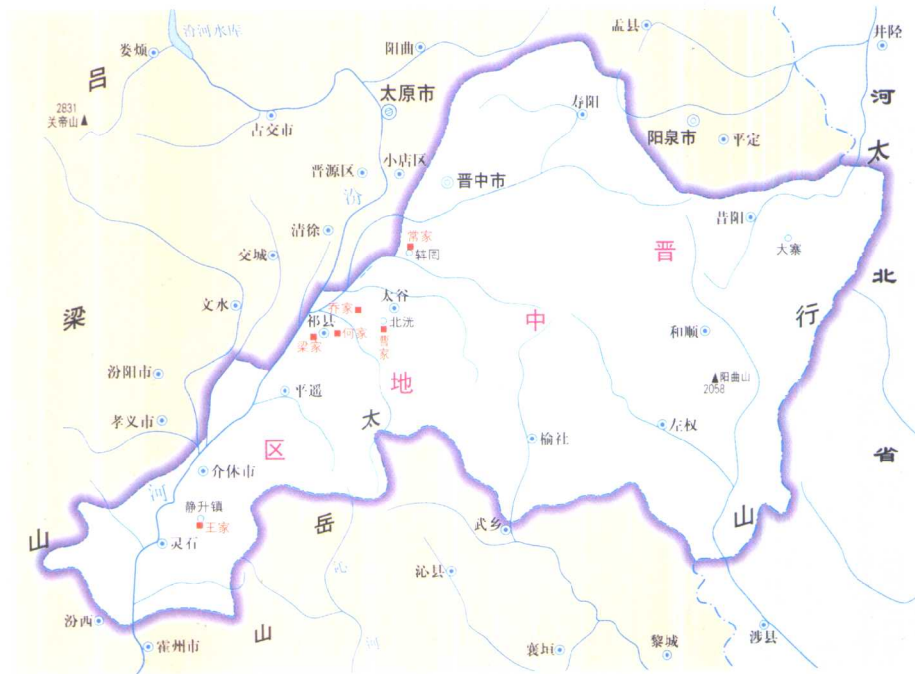 汾河水库
娄烦
阳曲
盂县
井陉
吕
2831
关帝山
太原市
寿阳
河
古交市
阳泉市
平定
太
晋源区
小店区
晋中市
汾
昔阳
清徐
常家
鞍罔
晋
大寨
交城
北
文水
太谷
乔家
北洸
梁
祁县
何家
曹家
梁家
中
和顺
行
汾阳市
地
阳曲山
2058
平遥
孝义市
太
左权
区
榆社
省
介休市
河
静升镇
王家
岳
武乡
山
山
灵石
沁县
沁
汾西
山
河
霍州市
襄垣
黎城
涉县